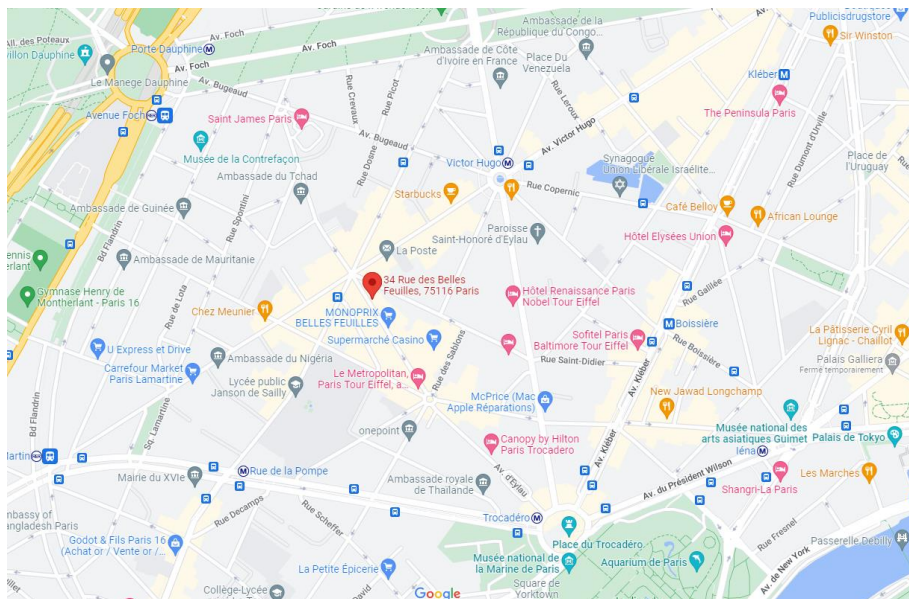 All. des Poteaux
Porte Dauphine
Av. Foch
Av. Foch
Ambassade de Côte
d'Ivoire en France
Ambassade de la
République du Congo...
Place Du
Venezuela
Publicisdrugstore
Sir Winston
Le Manege Dauphine
Av. Bugeaud
Rue Picot
Rue Crevaux
Rue Leroux
Kléber
The Peninsula Paris
Avenue Foch
Saint James Paris
Av. Bugeaud
Av. Victor Hugo
Rue Dumont d'Urville
Musée de la Contrefaçon
Rue Dosne
Victor Hugo
Synagogue
Union Libérale Israélite...
Place de
l'Uruguay
Ambassade du Tchad
Starbucks
Rue Copernic
Ambassade de Guinée
Rue Spontini
Café Belloy
African Lounge
Bd Flandrin
Paroisse
Saint-Honoré d'Eylau
Hôtel Elysées Union
La Poste
Ambassade de Mauritanie
34 Rue des Belles
Feuilles, 75116 Paris
Hôtel Renaissance Paris
Nobel Tour Eiffel
Rue Galilée
Gymnase Henry de
Montherlant - Paris 16
Rue de Lota
Chez Meunier
MONOPRIX
BELLES FEUILLES
Boissière
La Pâtisserie Cyril
Lignac - Chaillot
Supermarché Casino
Sofitel Paris
Baltimore Tour Eiffel
Rue Boissière
U Express et Drive
Ambassade du Nigéria
Rue des Sablons
Rue Saint-Didier
Palais Galliera
Ferme temporairement
Carrefour Market
Paris Lamartine
Lycée public
Janson de Sailly
Le Metropolitan,
Paris Tour Eiffel, a...
Av. Kléber
McPrice (Mac
Apple Réparations)
New Jawad Longchamp
Bd Flandrin
Sq. Lamartine
Musée national des
arts asiatiques Guimet
onepoint
Canopy by Hilton
Paris Trocadero
Av. Kléber
Palais de Tokyo
Iéna
Mairie du XVIe
Rue de la Pompe
Av. d'Eylau
Av. du Président Wilson
Les Marches
Ambassade royale
de Thaïlande
Shangri-La Paris
Rue Decamps
Rue Scheffer
Trocadéro
Rue Fresnel
Godot & Fils Paris 16
(Achat or / Vente or /...
Place du Trocadéro
Passerelle Debilly
La Petite Épicerie
Musée national de
la Marine de Paris
Aquarium de Paris
Av. de New York
Collège-Lycée
David
Google
Square de
Yorktown